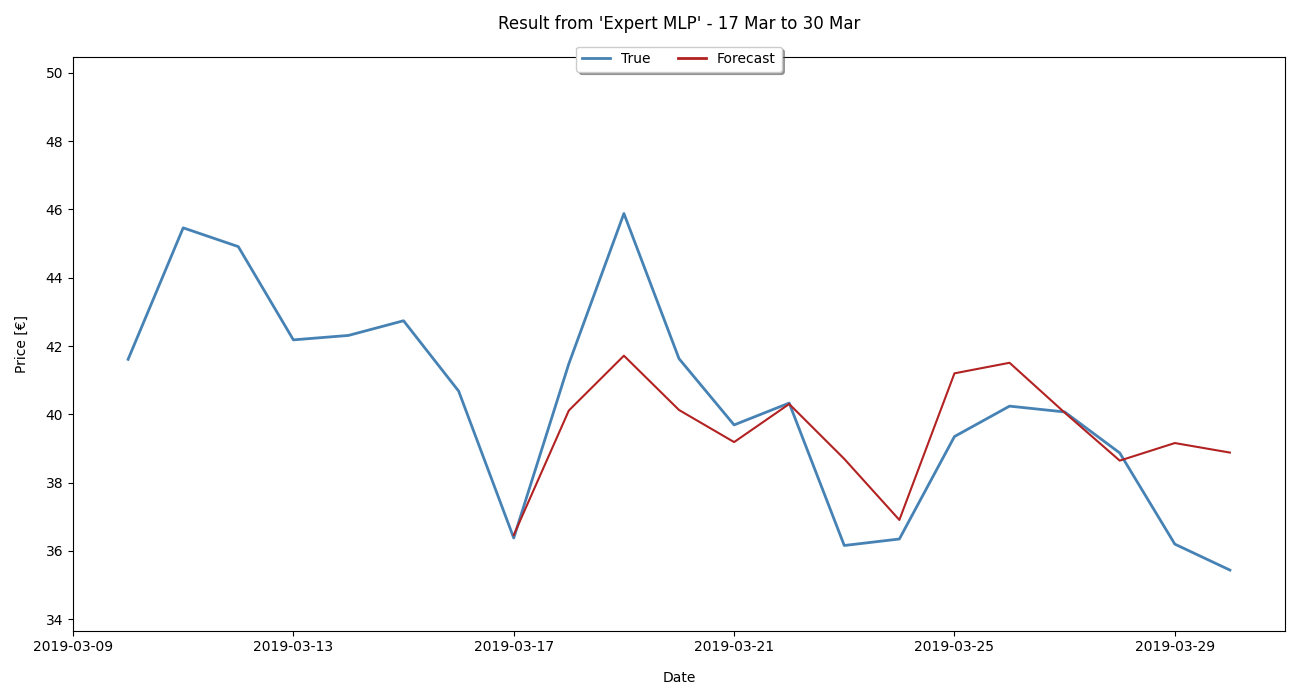 Result from 'Expert MLP' - 17 Mar to 30 Mar
True Forecast
50
48
46
44
42
40
38
36
34
Price [€]
2019-03-09 2019-03-13 2019-03-17 2019-03-21 2019-03-25 2019-03-29
Date